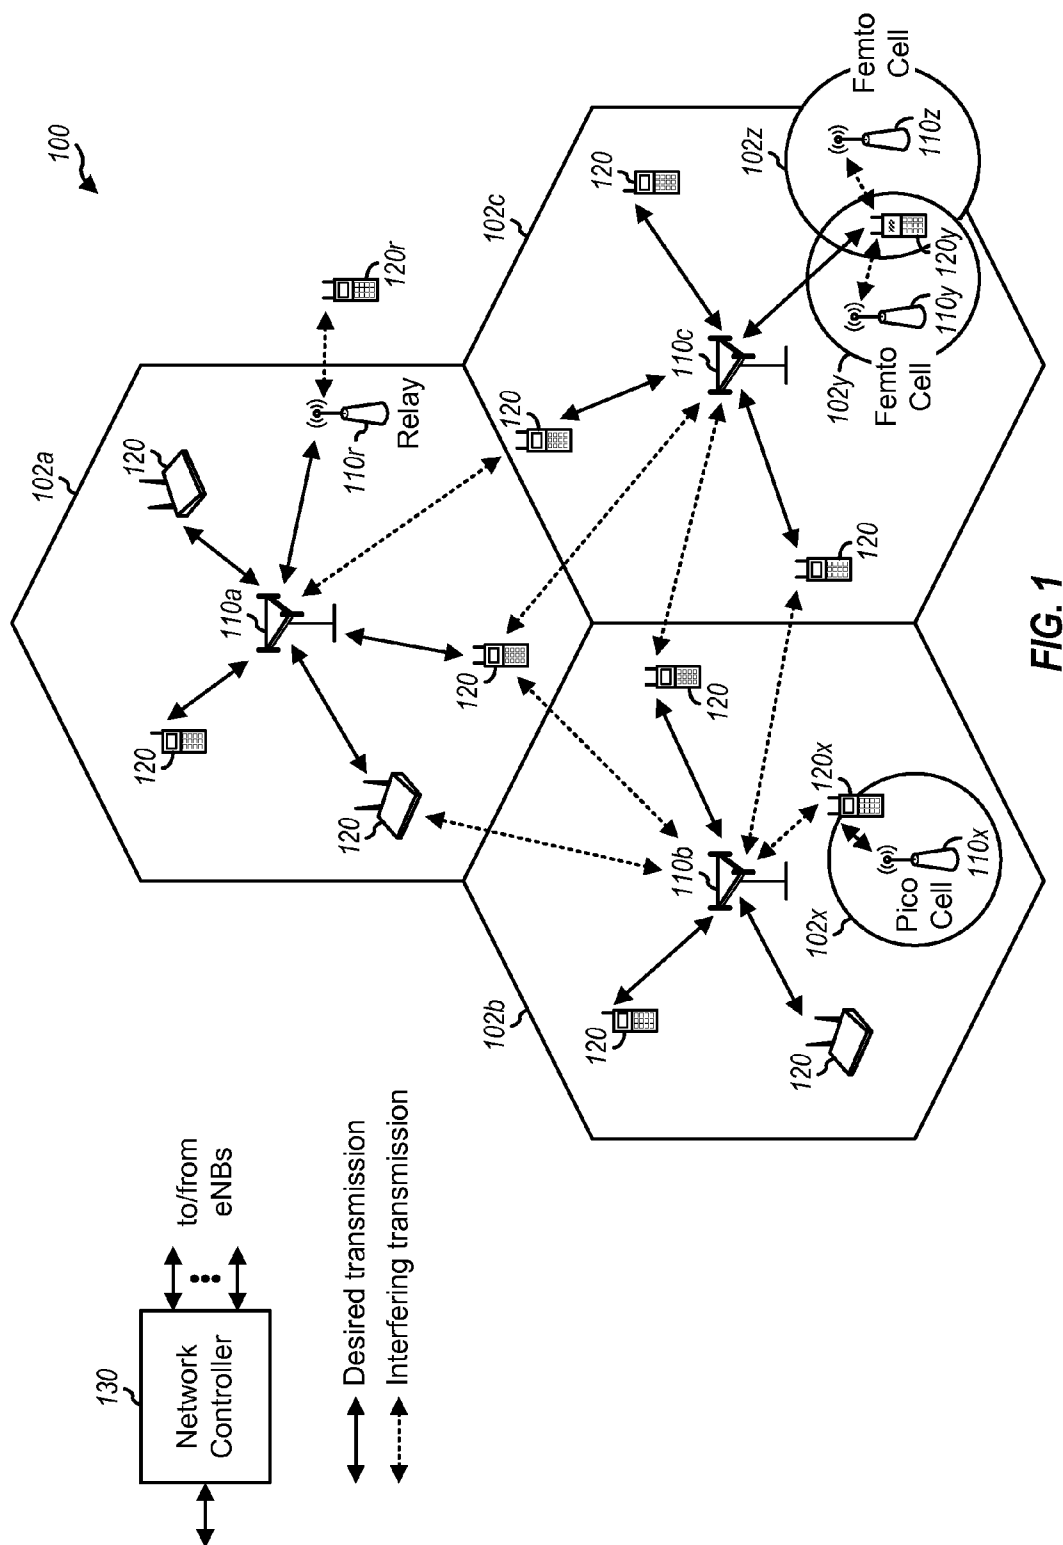 100
130
Network
Controller
to/from
eNBs
Desired transmission
Interfering transmission
102a
120
110a
120
120
120
120
110r
Relay
120r
102b
120
120
110b
120
120x
Pico
Cell
110x
102x
102c
120
120
110c
120
102y
Femto
Cell
110y
120y
102z
110z
Femto
Cell
FIG. 1